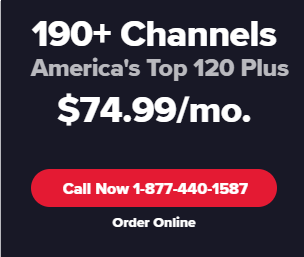 190+ Channels
America's Top 120 Plus
$74.99/mo.
Call Now 1-877-440-1587
Order Online